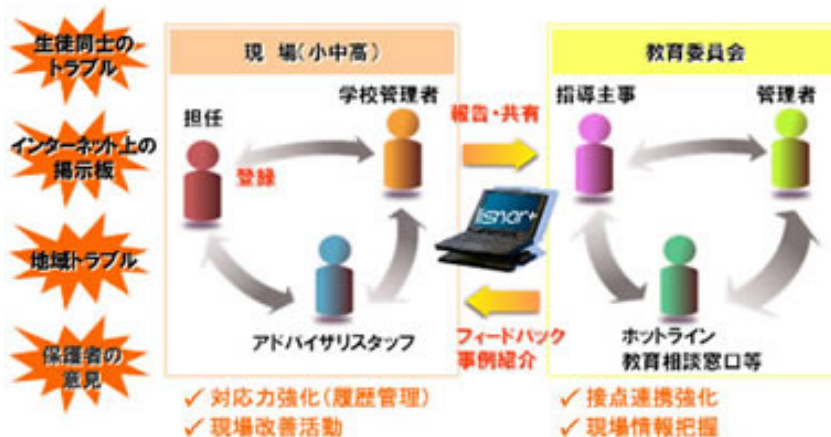 生徒同士の
トラブル
インターネット上の
掲示板
地域トラブル
保護者の
意見
現 場(小中高)
学校管理者
担任
登録
アドバイザリスタッフ
✓ 対応力強化(履歴管理)
✓ 現場改善活動
報告・共有
フィードバック
事例紹介
教育委員会
指導主事
管理者
ホットライン
教育相談窓口等
✓ 接点連携強化
✓ 現場情報把握